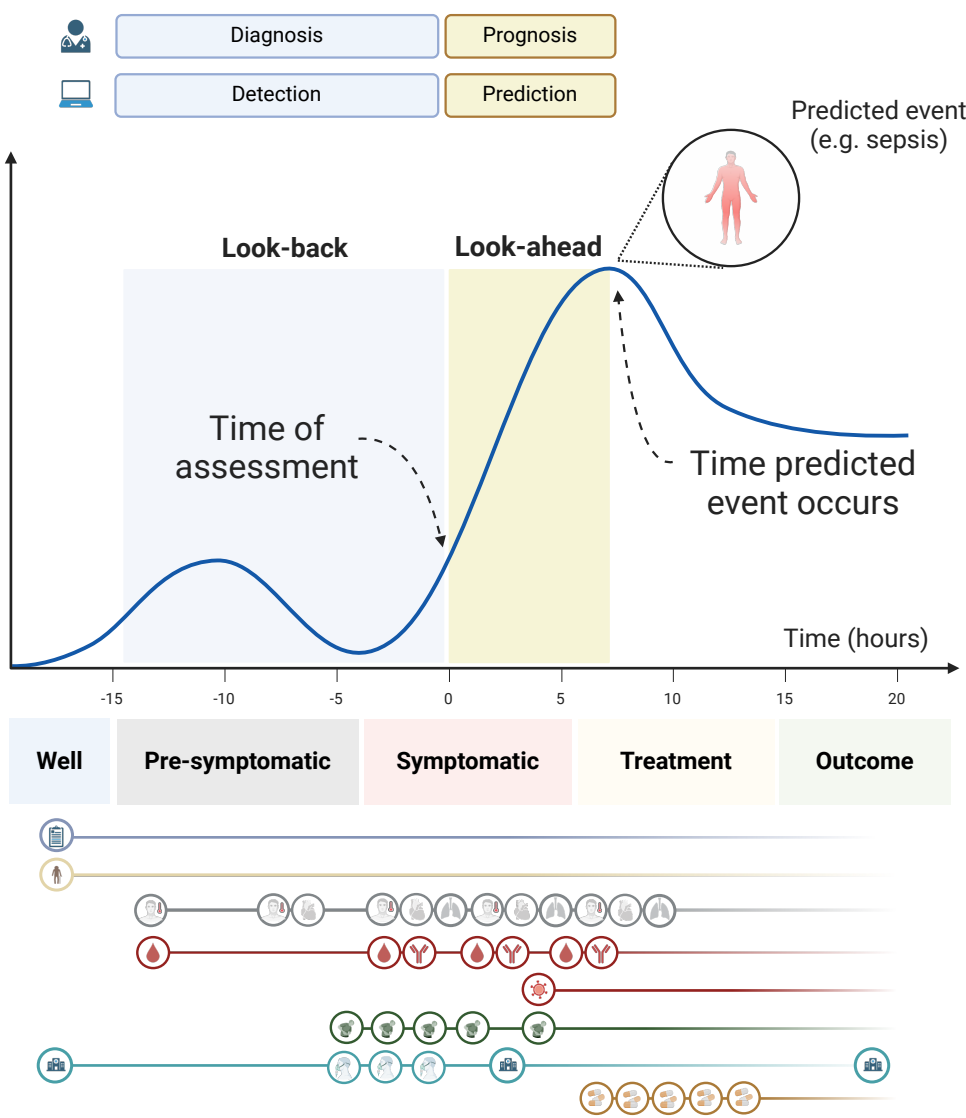 Diagnosis
Prognosis
Detection
Prediction
Predicted event
(e.g. sepsis)
Look-back
Look-ahead
Time of
assessment
Time predicted
event occurs
Time (hours)
-15
-10
-5
0
5
10
15
20
Well
Pre-symptomatic
Symptomatic
Treatment
Outcome